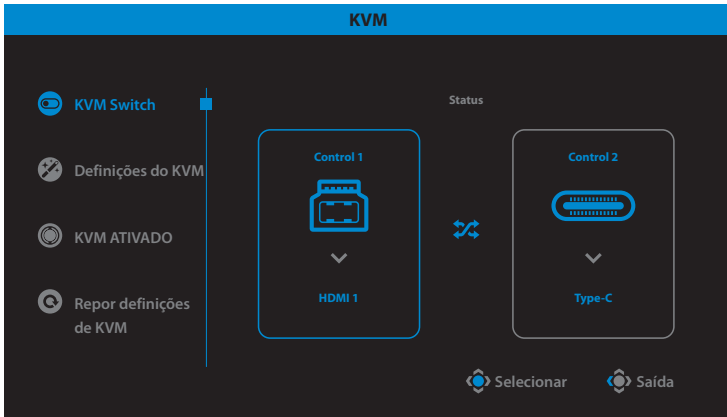 KVM
KVM Switch
Definições do KVM
KVM ATIVADO
Repor definições
de KVM
Status
Control 1
HDMI 1
Control 2
Type-C
Selecionar
Saída